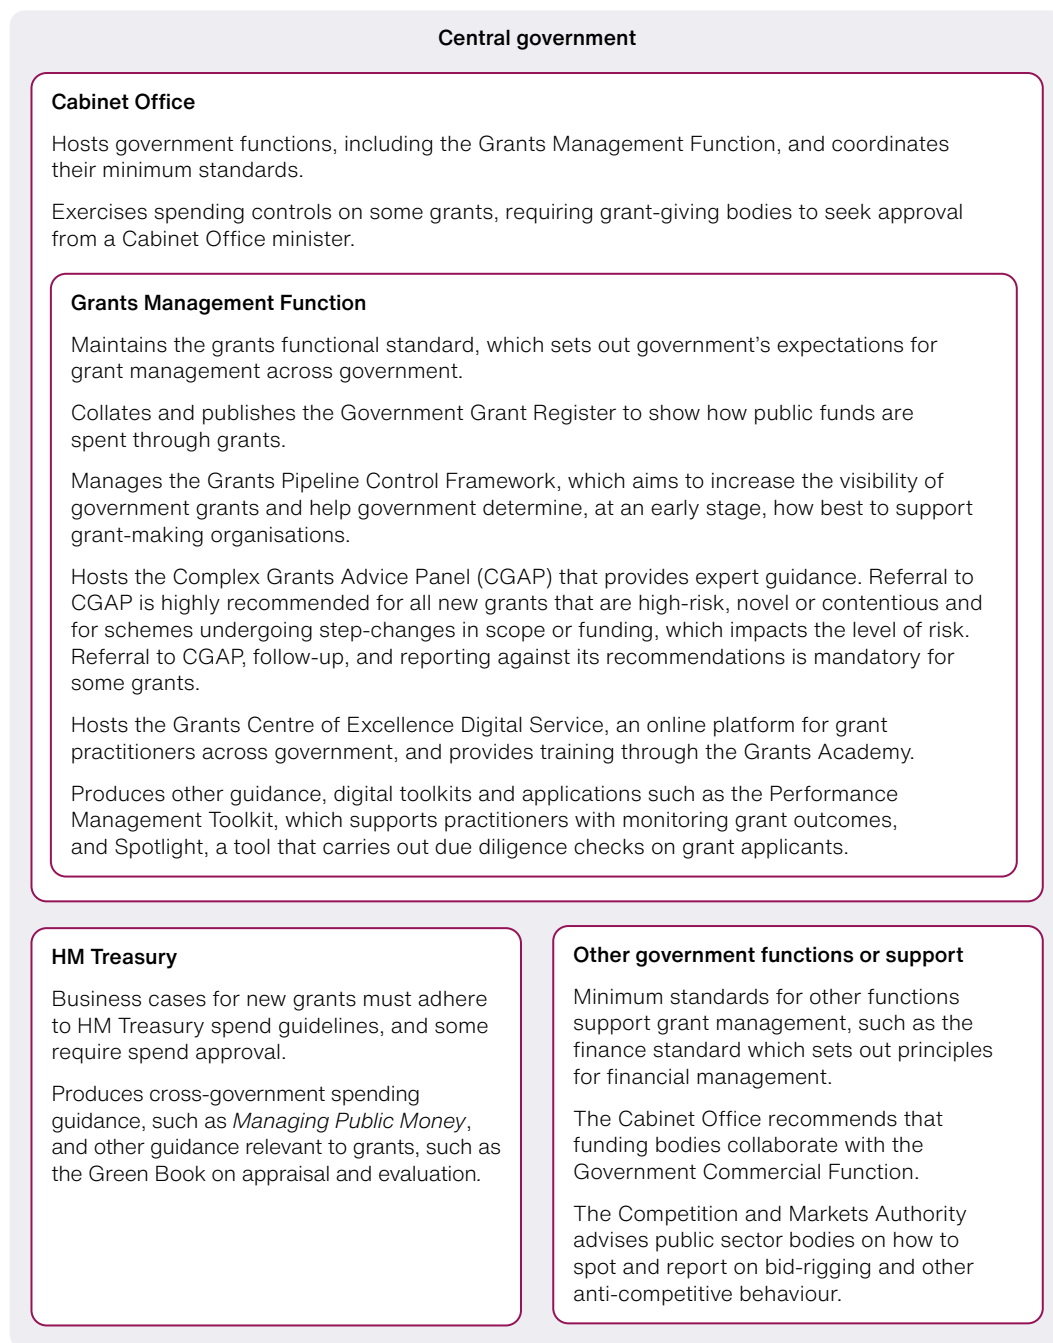 Central government
Cabinet Office
Hosts government functions, including the Grants Management Function, and coordinates
their minimum standards.
Exercises spending controls on some grants, requiring grant-giving bodies to seek approval
from a Cabinet Office minister.
Grants Management Function
Maintains the grants functional standard, which sets out government’s expectations for
grant management across government.
Collates and publishes the Government Grant Register to show how public funds are
spent through grants.
Manages the Grants Pipeline Control Framework, which aims to increase the visibility of
government grants and help government determine, at an early stage, how best to support
grant-making organisations.
Hosts the Complex Grants Advice Panel (CGAP) that provides expert guidance. Referral to
CGAP is highly recommended for all new grants that are high-risk, novel or contentious and
for schemes undergoing step-changes in scope or funding, which impacts the level of risk.
Referral to CGAP, follow-up, and reporting against its recommendations is mandatory for
some grants.
Hosts the Grants Centre of Excellence Digital Service, an online platform for grant
practitioners across government, and provides training through the Grants Academy.
Produces other guidance, digital toolkits and applications such as the Performance
Management Toolkit, which supports practitioners with monitoring grant outcomes,
and Spotlight, a tool that carries out due diligence checks on grant applicants.
HM Treasury
Business cases for new grants must adhere
to HM Treasury spend guidelines, and some
require spend approval.
Produces cross-government spending
guidance, such as Managing Public Money,
and other guidance relevant to grants, such as
the Green Book on appraisal and evaluation.
Other government functions or support
Minimum standards for other functions
support grant management, such as the
finance standard which sets out principles
for financial management.
The Cabinet Office recommends that
funding bodies collaborate with the
Government Commercial Function.
The Competition and Markets Authority
advises public sector bodies on how to
spot and report on bid-rigging and other
anti-competitive behaviour.